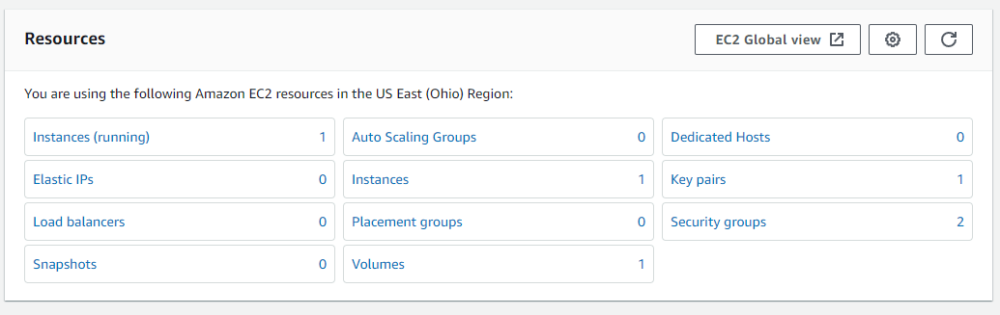 Resources
EC2 Global view
You are using the following Amazon EC2 resources in the US East (Ohio) Region:
Instances (running) 1
Auto Scaling Groups 0
Dedicated Hosts 0
Elastic IPs 0
Instances 1
Key pairs 1
Load balancers 0
Placement groups 0
Security groups 2
Snapshots 0
Volumes 1